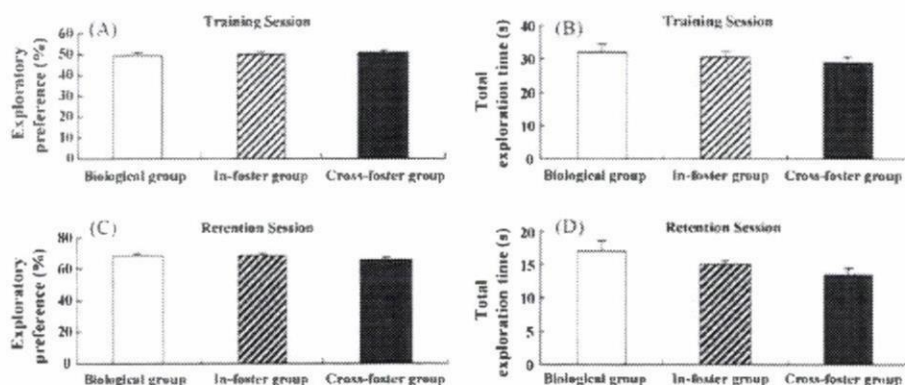 (A)
Training Session
Exploratory
preference (%)
60
50
40
30
20
10
0
Biological group
In-foster group
Cross-foster group
(B)
Training Session
Total
exploration time (s)
40
30
20
10
0
Biological group
In-foster group
Cross-foster group
(C)
Retention Session
Exploratory
preference (%)
80
60
40
20
0
Biological group
In-foster group
Cross-foster group
(D)
Retention Session
Total
exploration time (s)
20
15
10
5
0
Biological group
In-foster group
Cross-foster group